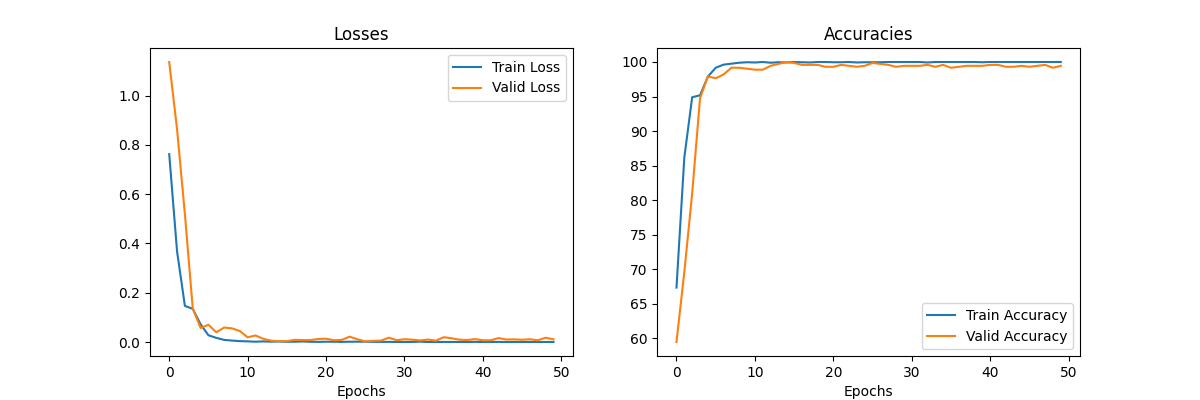 Losses
Train Loss
Valid Loss
1.0
0.8
0.6
0.4
0.2
0.0
0 10 20 30 40 50
Epochs
Accuracies
100
95
90
85
80
75
70
65
60
Train Accuracy
Valid Accuracy
0 10 20 30 40 50
Epochs